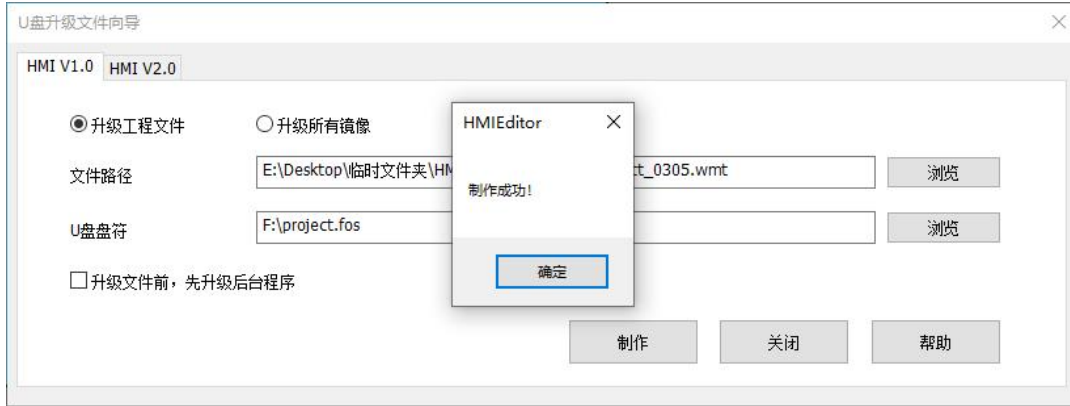 U盘升级文件向导
HMI V1.0 HMI V2.0
升级工程文件 升级所有镜像
HMIEditor
文件路径 E:\Desktop\临时文件夹\HM ct_0305.wmt 浏览
制作成功!
U盘盘符 F:\project.fos 浏览
确定
升级文件前，先升级后台程序
制作 关闭 帮助